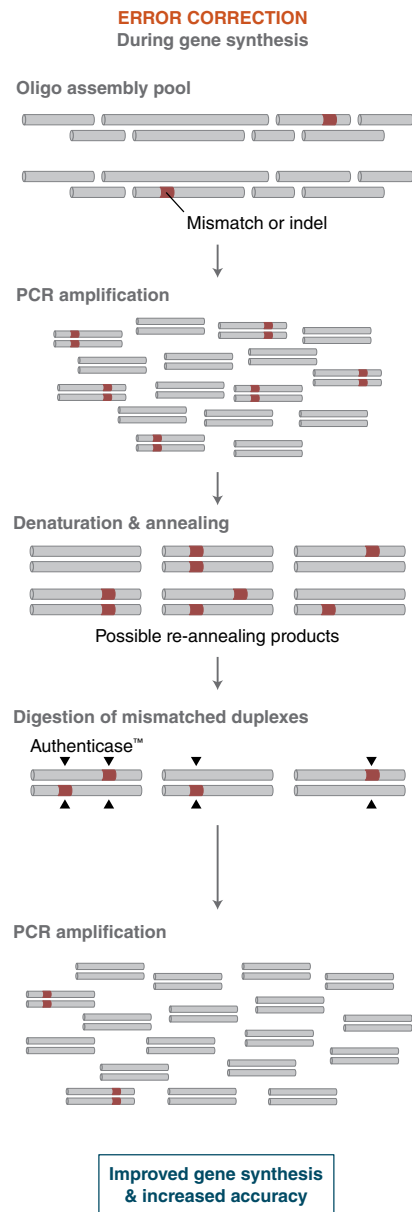 ERROR CORRECTION
During gene synthesis
Oligo assembly pool
Mismatch or indel
PCR amplification
Denaturation & annealing
Possible re-annealing products
Digestion of mismatched duplexes
Authenticase™
PCR amplification
Improved gene synthesis
& increased accuracy